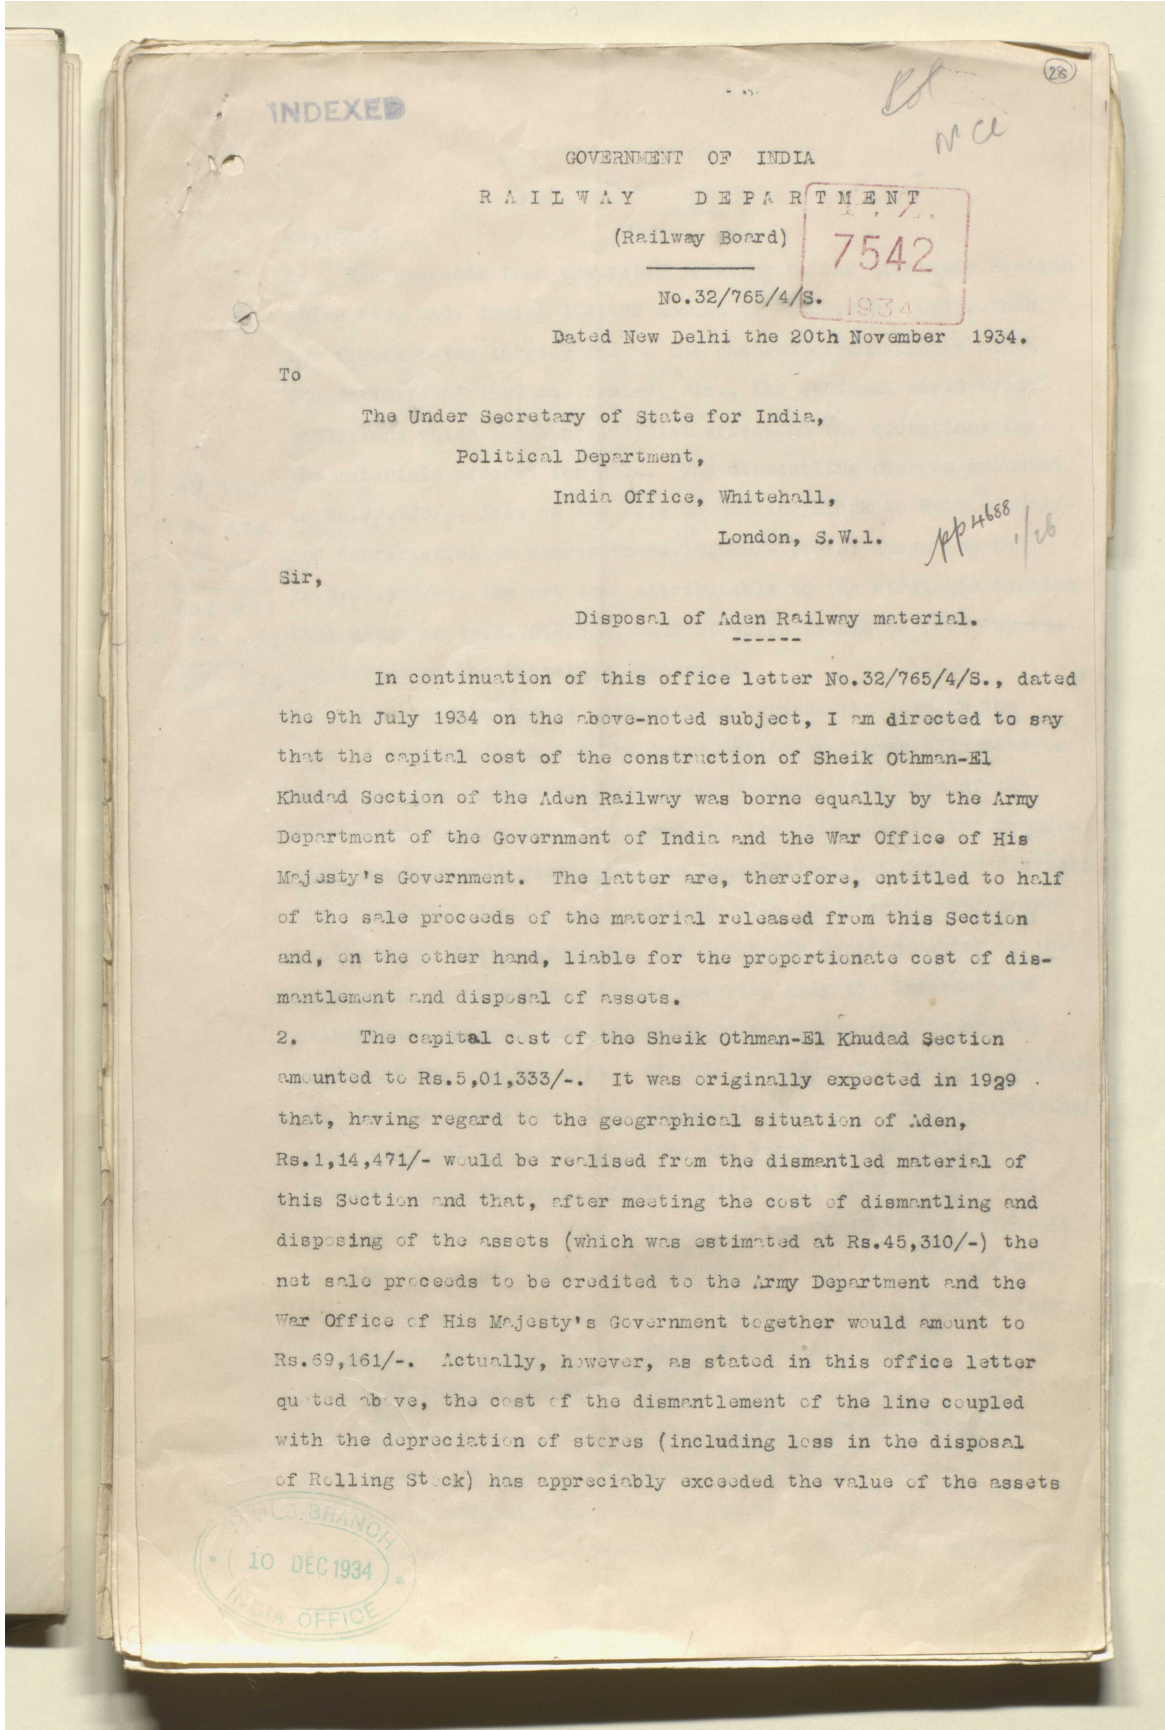 28
INDEXED
GOVERNMENT OF INDIA
RAILWAY DEPARTMENT
(Railway Board)
7542
1934
No.32/765/4/S.
Dated New Delhi the 20th November 1934.
To
The Under Secretary of State for India,
Political Department,
India Office, Whitehall,
London, S.W.1.
pp 4688
1/26
Sir,
Disposal of Aden Railway material.
------
In continuation of this office letter No.32/765/4/S., dated
the 9th July 1934 on the above-noted subject, I am directed to say
that the capital cost of the construction of Sheik Othman-El
Khudad Section of the Aden Railway was borne equally by the Army
Department of the Government of India and the War Office of His
Majesty's Government. The latter are, therefore, entitled to half
of the sale proceeds of the material released from this Section
and, on the other hand, liable for the proportionate cost of dis-
mantlement and disposal of assets.
2. The capital cost of the Sheik Othman-El Khudad Section
amounted to Rs.5,01,333/-. It was originally expected in 1929
that, having regard to the geographical situation of Aden,
Rs.1,14,471/- would be realised from the dismantled material of
this Section and that, after meeting the cost of dismantling and
disposing of the assets (which was estimated at Rs.45,310/-) the
net sale proceeds to be credited to the Army Department and the
War Office of His Majesty's Government together would amount to
Rs.69,161/-. Actually, however, as stated in this office letter
quoted above, the cost of the dismantlement of the line coupled
with the depreciation of stores (including loss in the disposal
of Rolling Stock) has appreciably exceeded the value of the assets
BRANCH
10 DEC 1934
INDIA OFFICE